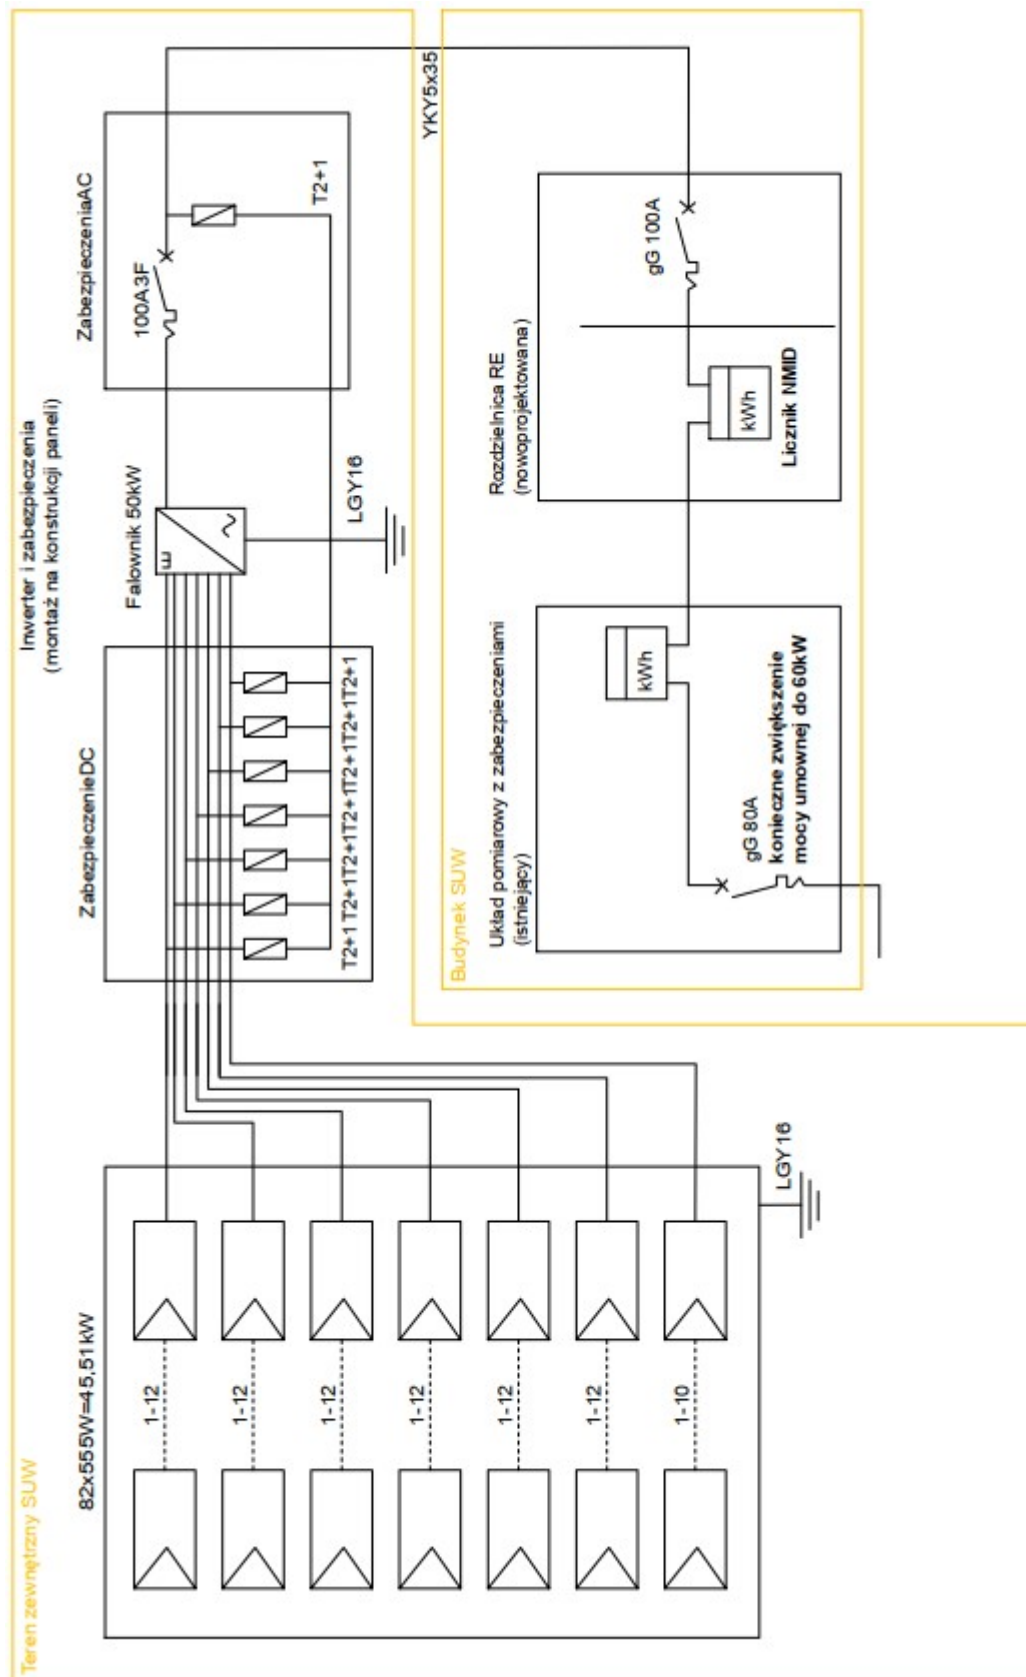 Teren zewnętrzny SUW
82x555W=45,51kW
1-12
1-12
1-12
1-12
1-12
1-12
1-10
LGY16
ZabezpieczenieDC
T2+1 T2+1T2+1T2+1T2+1T2+1T2+1
Inwerter i zabezpieczenia
(montaż na konstrukcji paneli)
Falownik 50kW
LGY16
ZabezpieczeniaAC
100A3F
T2+1
YKY5x35
Budynek SUW
Układ pomiarowy z zabezpieczeniami
(istniejący)
kWh
gG 80A
konieczne zwiększenie
mocy umownej do 60kW
Rozdzielnica RE
(nowoprojektowana)
gG 100A
kWh
Licznik NMID